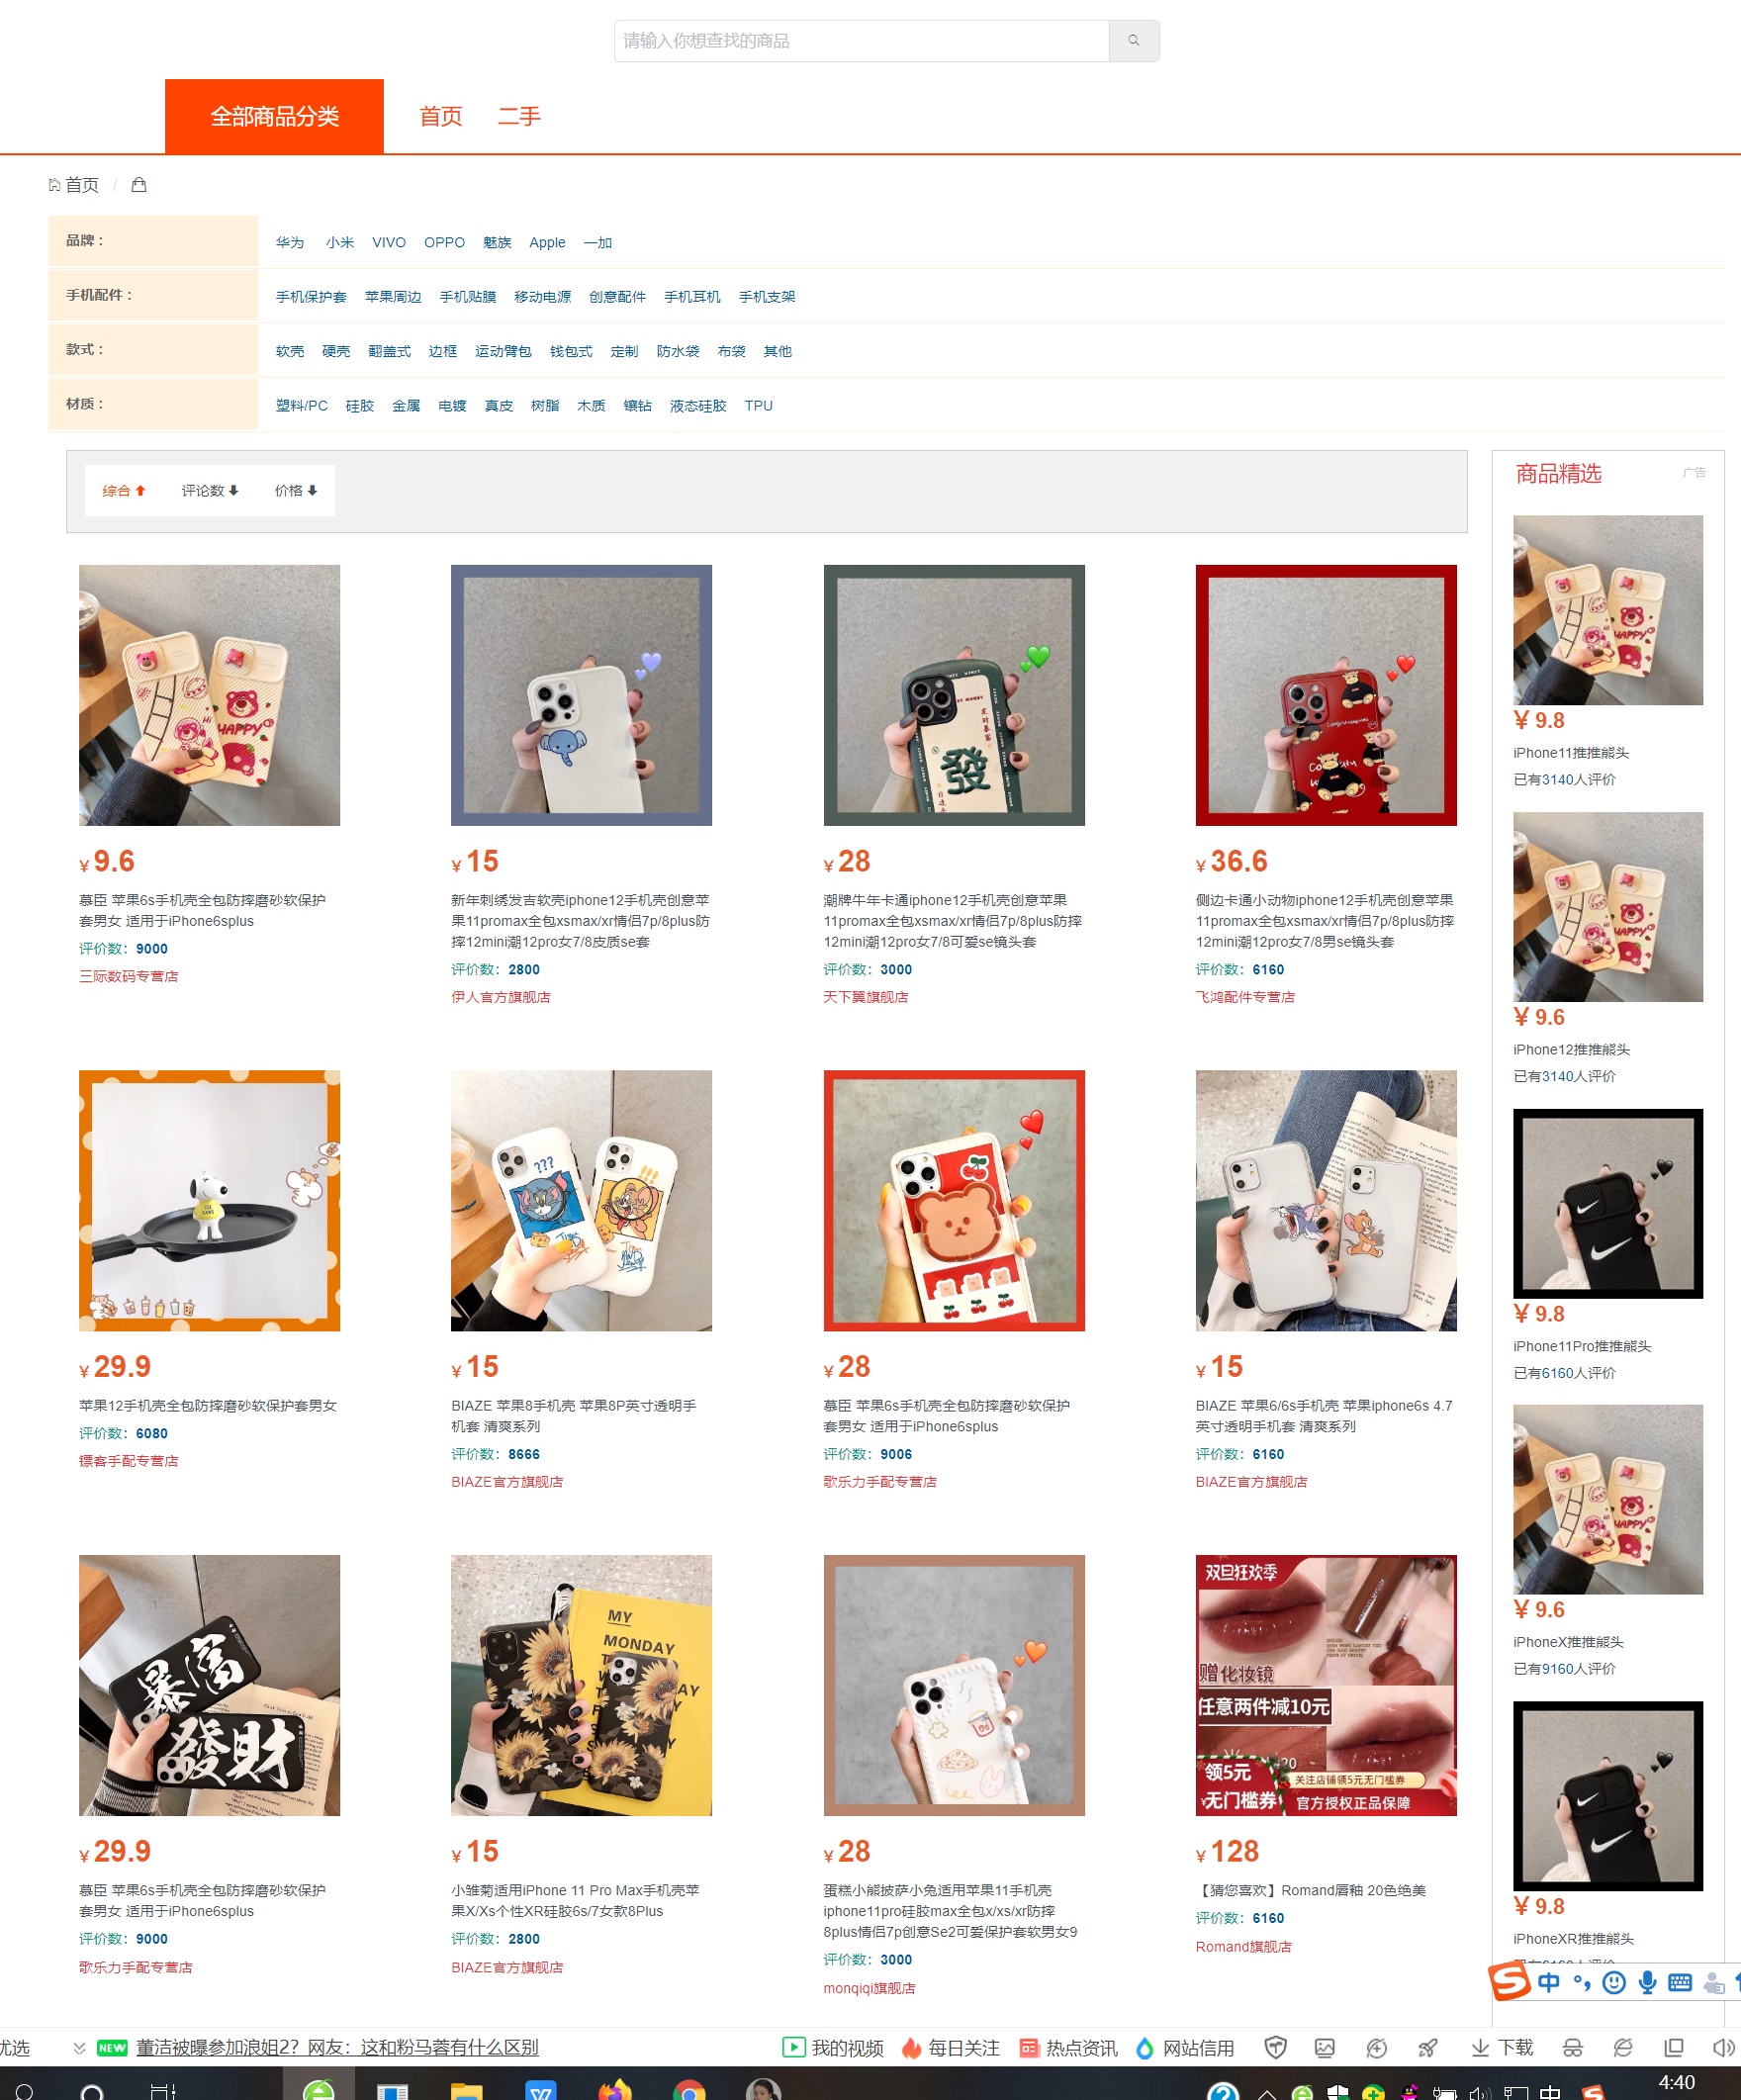 请输入你想查找的商品
全部商品分类 首页 二手
首页 /
品牌： 华为 小米 VIVO OPPO 魅族 Apple 一加
手机配件： 手机保护套 苹果周边 手机贴膜 移动电源 创意配件 手机耳机 手机支架
款式： 软壳 硬壳 翻盖式 边框 运动臂包 钱包式 定制 防水袋 布袋 其他
材质： 塑料/PC 硅胶 金属 电镀 真皮 树脂 木质 镶钻 液态硅胶 TPU
综合 评论数 价格
¥ 9.6
慕臣 苹果6s手机壳全包防摔磨砂软保护
套男女 适用于iPhone6splus
评价数：9000
三际数码专营店
¥ 15
新年刺绣发吉软壳iphone12手机壳创意苹
果11promax全包xsmax/xr情侣7p/8plus防
摔12mini潮12pro女7/8皮质se套
评价数：2800
伊人官方旗舰店
發
¥ 28
潮牌牛年卡通iphone12手机壳创意苹果
11promax全包xsmax/xr情侣7p/8plus防摔
12mini潮12pro女7/8可爱se镜头套
评价数：3000
天下翼旗舰店
¥ 36.6
侧边卡通小动物iphone12手机壳创意苹果
11promax全包xsmax/xr情侣7p/8plus防摔
12mini潮12pro女7/8男se镜头套
评价数：6160
飞鸿配件专营店
¥ 29.9
苹果12手机壳全包防摔磨砂软保护套男女
评价数：6080
镖客手配专营店
¥ 15
BIAZE 苹果8手机壳 苹果8P英寸透明手
机套 清爽系列
评价数：8666
BIAZE官方旗舰店
¥ 28
慕臣 苹果6s手机壳全包防摔磨砂软保护
套男女 适用于iPhone6splus
评价数：9006
歌乐力手配专营店
¥ 15
BIAZE 苹果6/6s手机壳 苹果iphone6s 4.7
英寸透明手机套 清爽系列
评价数：6160
BIAZE官方旗舰店
暴富
發財
¥ 29.9
慕臣 苹果6s手机壳全包防摔磨砂软保护
套男女 适用于iPhone6splus
评价数：9000
歌乐力手配专营店
MY
MONDAY
¥ 15
小雏菊适用iPhone 11 Pro Max手机壳苹
果X/Xs个性XR硅胶6s/7女款8Plus
评价数：2800
BIAZE官方旗舰店
¥ 28
蛋糕小熊披萨小兔适用苹果11手机壳
iphone11pro硅胶max全包x/xs/xr防摔
8plus情侣7p创意Se2可爱保护套软男女9
评价数：3000
monqiqi旗舰店
双旦狂欢季
赠化妆镜
任意两件减10元
领5元
关注店铺领5元无门槛券
无门槛券
官方授权正品保障
¥ 128
【猜您喜欢】Romand唇釉 20色绝美
评价数：6160
Romand旗舰店
商品精选 广告
HAPPY
¥ 9.8
iPhone11推推熊头
已有3140人评价
HAPPY
¥ 9.6
iPhone12推推熊头
已有3140人评价
¥ 9.8
iPhone11Pro推推熊头
已有6160人评价
HAPPY
¥ 9.6
iPhoneX推推熊头
已有9160人评价
¥ 9.8
iPhoneXR推推熊头
中
优选 NEW 董洁被曝参加浪姐2？网友：这和粉马蓉有什么区别 我的视频 每日关注 热点资讯 网站信用 下载
中 4:40